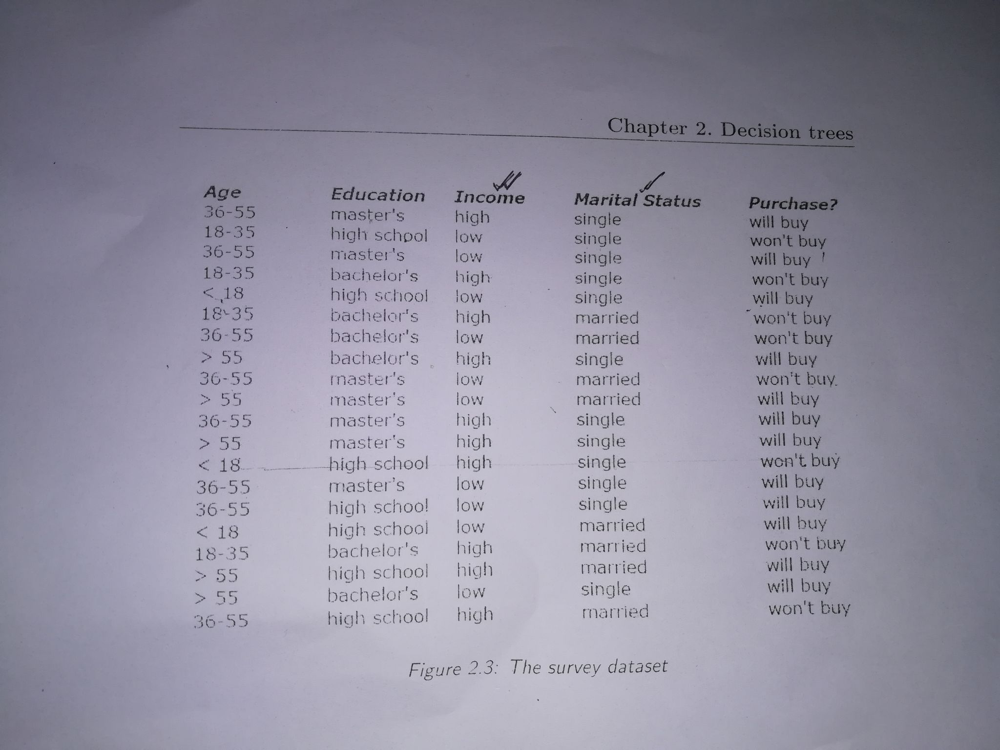 Chapter 2. Decision trees
Age Education Income Marital Status Purchase?
36-55 master's high single will buy
18-35 high school low single won't buy
36-55 master's low single will buy
18-35 bachelor's high single won't buy
< 18 high school low single will buy
18-35 bachelor's high married won't buy
36-55 bachelor's low married won't buy
> 55 bachelor's high single will buy
36-55 master's low married won't buy
> 55 master's low married will buy
36-55 master's high single will buy
> 55 master's high single will buy
< 18 high school high single won't buy
36-55 master's low single will buy
36-55 high school low single will buy
< 18 high school low married will buy
18-35 bachelor's high married won't buy
> 55 high school high married will buy
> 55 bachelor's low single will buy
36-55 high school high married won't buy
Figure 2.3: The survey dataset